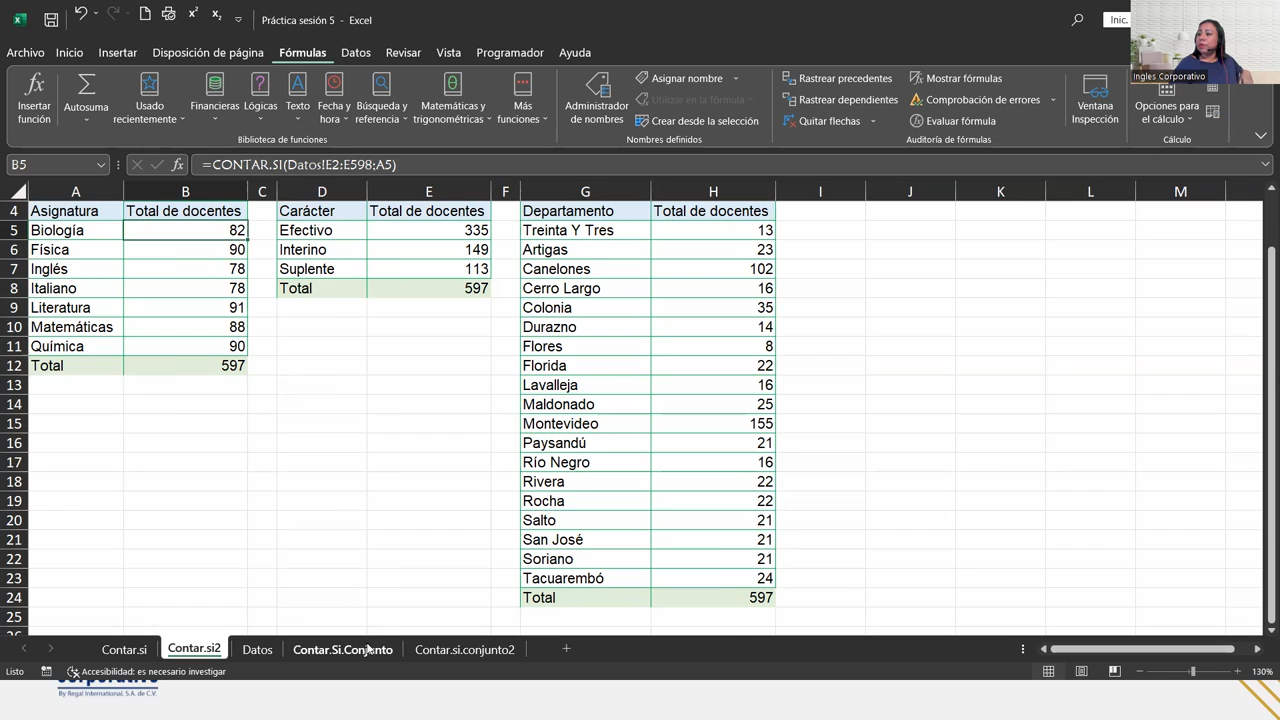 Práctica sesión 5 - Excel
Inic.
Ingles Corporativo
Archivo Inicio Insertar Disposición de página Fórmulas Datos Revisar Vista Programador Ayuda
Insertar función
Autosuma
Usado recientemente
Financieras
Lógicas
Texto
Fecha y hora
Búsqueda y referencia
Matemáticas y trigonométricas
Más funciones
Biblioteca de funciones
Administrador de nombres
Asignar nombre
Utilizar en la fórmula
Crear desde la selección
Nombres definidos
Rastrear precedentes
Rastrear dependientes
Quitar flechas
Mostrar fórmulas
Comprobación de errores
Evaluar fórmula
Auditoría de fórmulas
Ventana Inspección
Opciones para el cálculo
Cálculo
B5 fx =CONTAR.SI(Datos!E2:E598;A5)
A B C D E F G H I J K L M
4 Asignatura Total de docentes Carácter Total de docentes Departamento Total de docentes
5 Biología 82 Efectivo 335 Treinta Y Tres 13
6 Física 90 Interino 149 Artigas 23
7 Inglés 78 Suplente 113 Canelones 102
8 Italiano 78 Total 597 Cerro Largo 16
9 Literatura 91 Colonia 35
10 Matemáticas 88 Durazno 14
11 Química 90 Flores 8
12 Total 597 Florida 22
13 Lavalleja 16
14 Maldonado 25
15 Montevideo 155
16 Paysandú 21
17 Río Negro 16
18 Rivera 22
19 Rocha 22
20 Salto 21
21 San José 21
22 Soriano 21
23 Tacuarembó 24
24 Total 597
25
Contar.si Contar.si2 Datos Contar.Si.Conjunto Contar.si.conjunto2
Listo Accesibilidad: es necesario investigar 130%
By Regal International, S.A. de C.V.